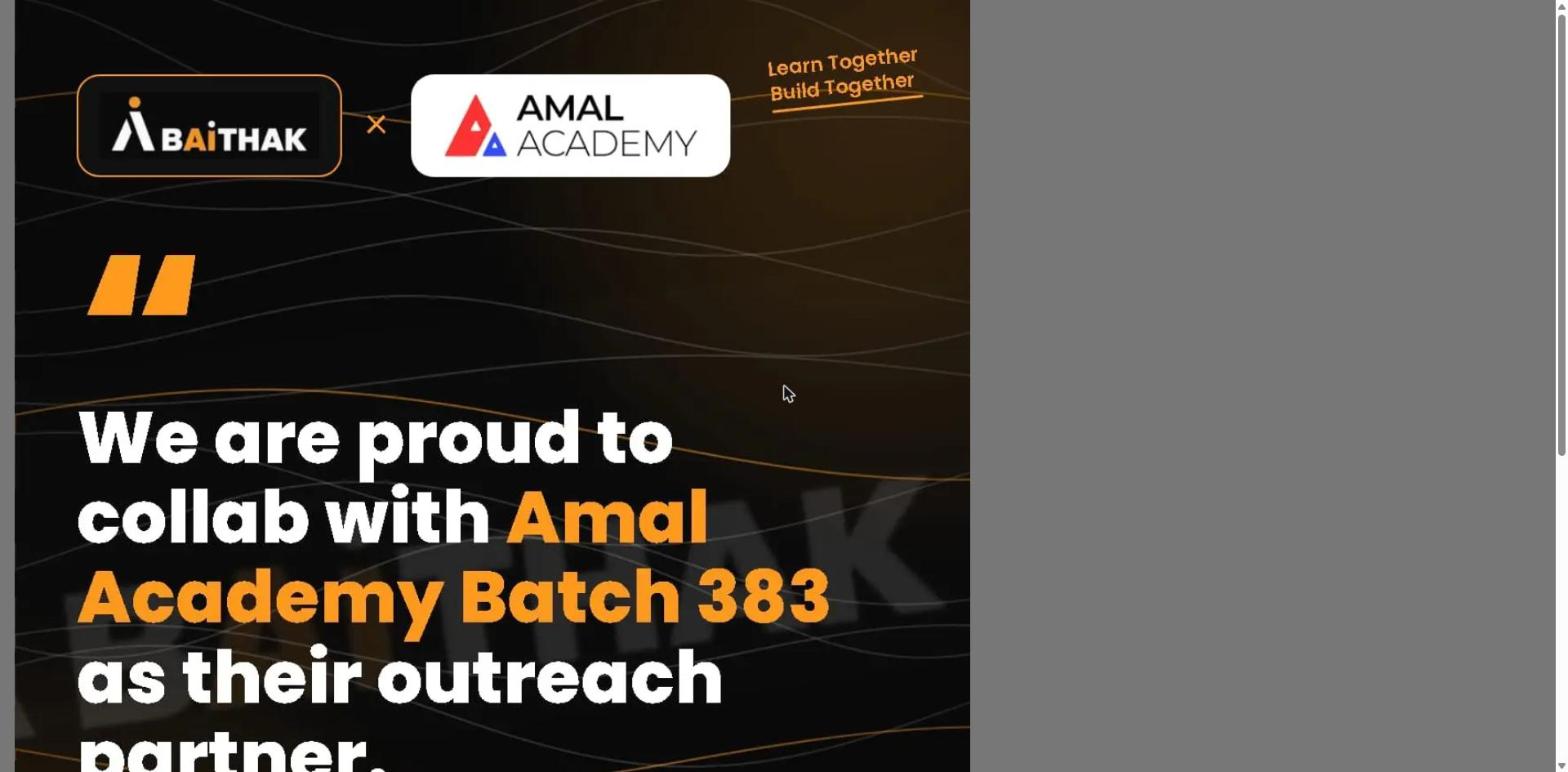 BAiTHAK
×
AMAL
ACADEMY
Learn Together
Build Together
“
We are proud to
collab with Amal
Academy Batch 383
as their outreach
partner.
BAiTHAK